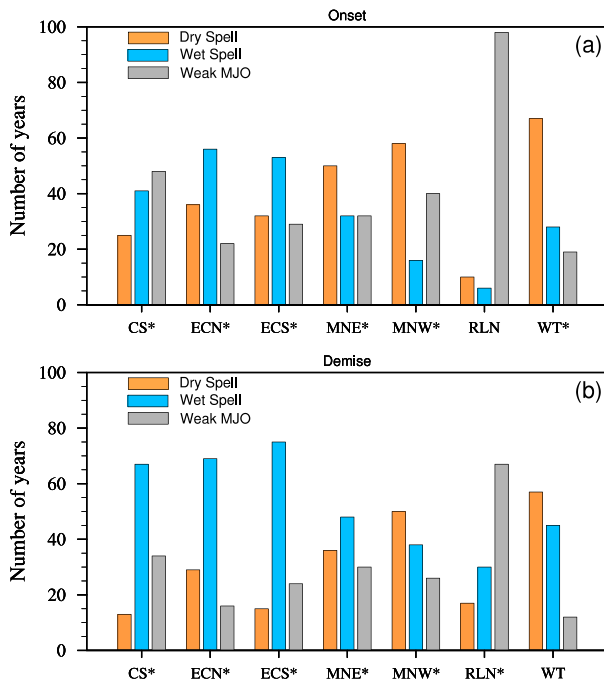 Onset
(a)
Dry Spell
Wet Spell
Weak MJO
Number of years
100
80
60
40
20
0
CS* ECN* ECS* MNE* MNW* RLN WT*
Demise
(b)
Dry Spell
Wet Spell
Weak MJO
Number of years
100
80
60
40
20
0
CS* ECN* ECS* MNE* MNW* RLN* WT